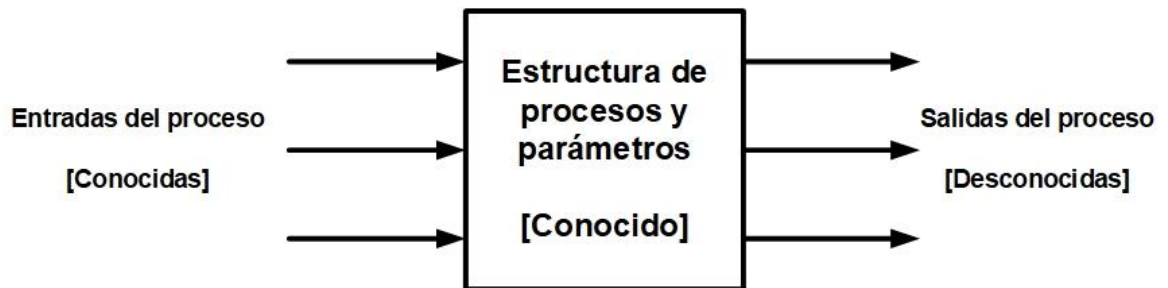 Entradas del proceso
[Conocidas]
Estructura de
procesos y
parámetros
[Conocido]
Salidas del proceso
[Desconocidas]